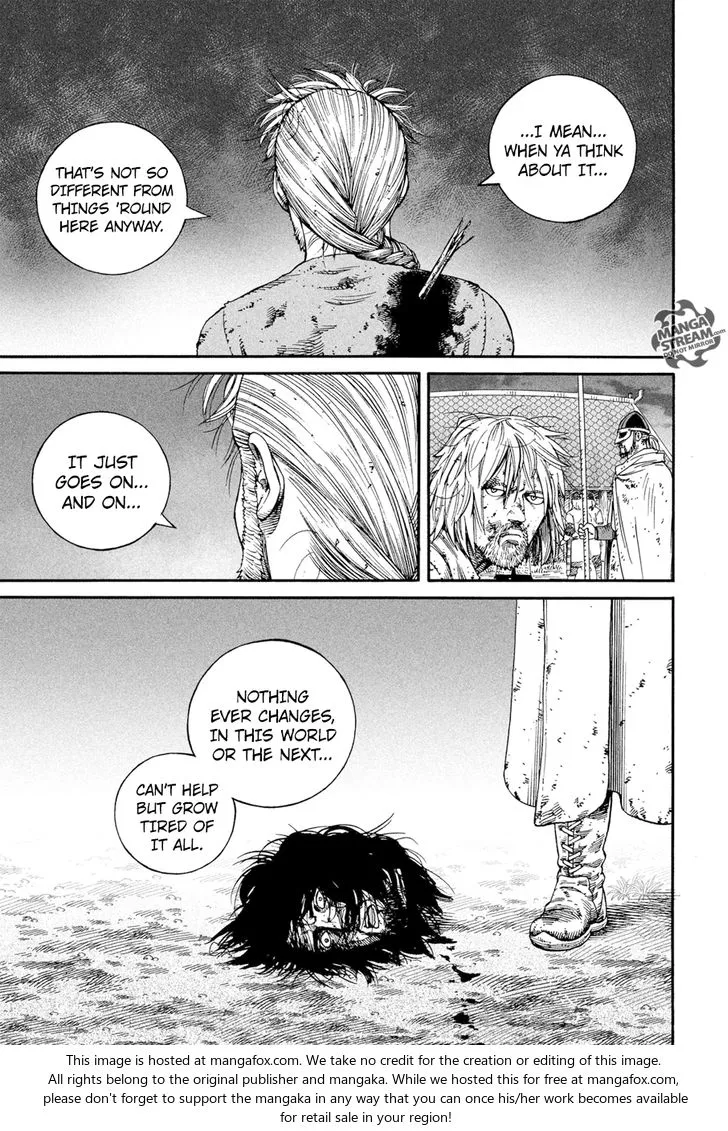 ...I MEAN...
WHEN YA THINK
ABOUT IT...
THAT'S NOT SO
DIFFERENT FROM
THINGS 'ROUND
HERE ANYWAY.
MANGA
STREAM.com
DO NOT MIRROR
IT JUST
GOES ON...
AND ON...
NOTHING
EVER CHANGES,
IN THIS WORLD
OR THE NEXT...
CAN'T HELP
BUT GROW
TIRED OF
IT ALL.
This image is hosted at mangafox.com. We take no credit for the creation or editing of this image.
All rights belong to the original publisher and mangaka. While we hosted this for free at mangafox.com,
please don't forget to support the mangaka in any way that you can once his/her work becomes available
for retail sale in your region!